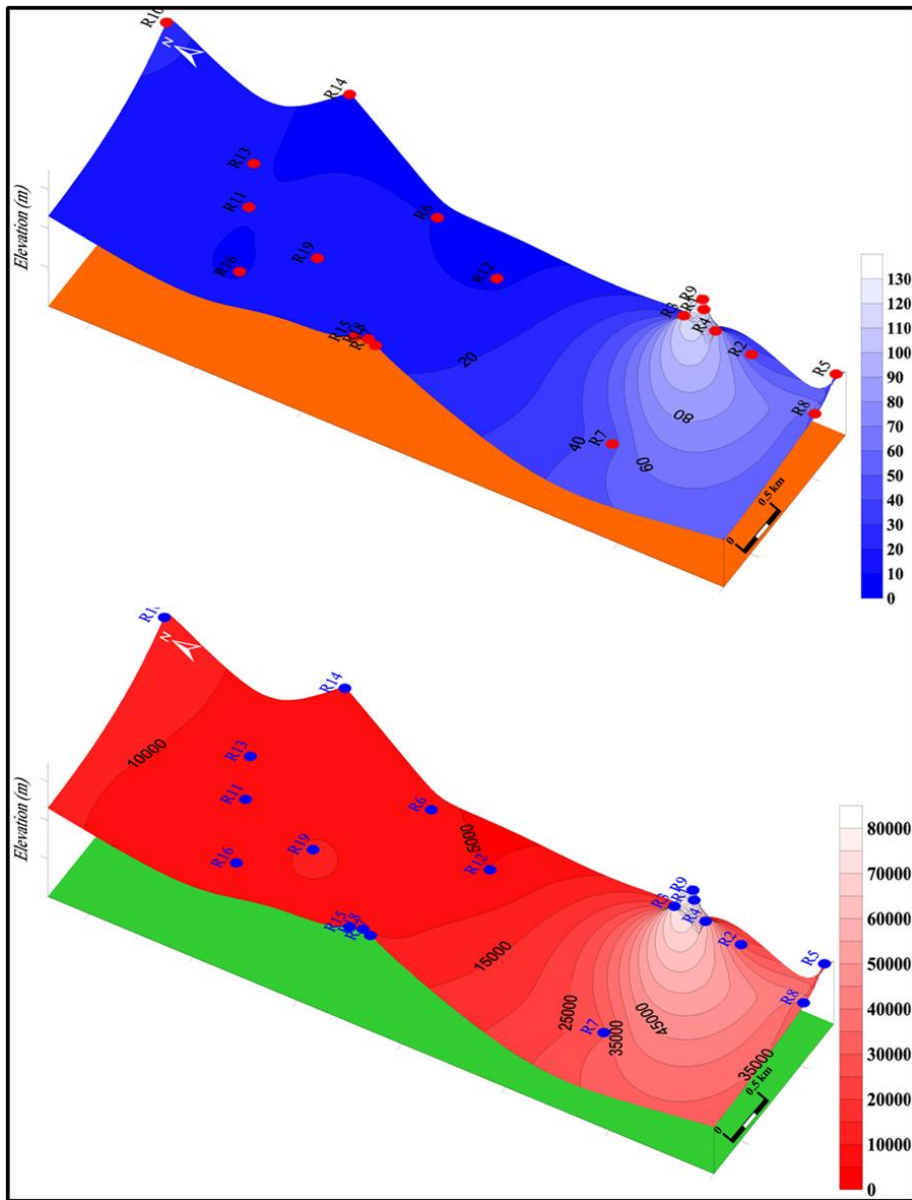 R10
N
R14
R13
R11
R16
R19
R6
R12
Elevation (m)
R15
R3
R9
R4
R2
R5
R8
R7
20
40
60
80
0 0.5 km
130
120
110
100
90
80
70
60
50
40
30
20
10
0
N
R14
R13
R11
R16
R19
R6
R12
Elevation (m)
R15
R3
R9
R4
R2
R5
R8
R7
10000
5000
15000
25000
35000
45000
35000
0 0.5 km
80000
70000
60000
50000
40000
30000
20000
10000
0